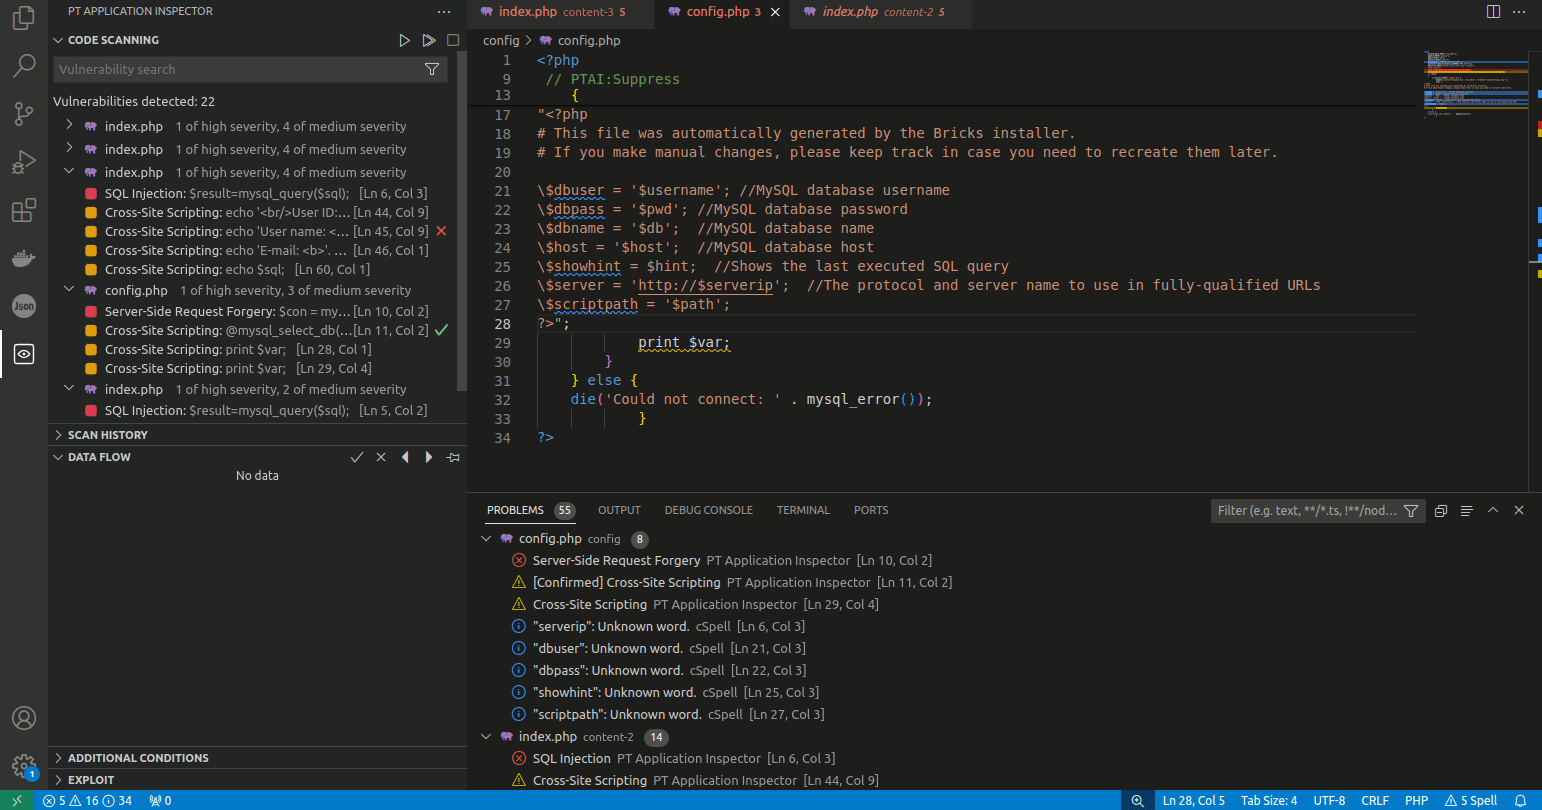 PT APPLICATION INSPECTOR
CODE SCANNING
Vulnerability search
Vulnerabilities detected: 22
index.php 1 of high severity, 4 of medium severity
index.php 1 of high severity, 4 of medium severity
index.php 1 of high severity, 4 of medium severity
SQL Injection: $result=mysql_query($sql); [Ln 6, Col 3]
Cross-Site Scripting: echo '<br/>User ID:... [Ln 44, Col 9]
Cross-Site Scripting: echo 'User name: <... [Ln 45, Col 9]
Cross-Site Scripting: echo 'E-mail: <b>'. ... [Ln 46, Col 1]
Cross-Site Scripting: echo $sql; [Ln 60, Col 1]
config.php 1 of high severity, 3 of medium severity
Server-Side Request Forgery: $con = my... [Ln 10, Col 2]
Cross-Site Scripting: @mysql_select_db(... [Ln 11, Col 2]
Cross-Site Scripting: print $var; [Ln 28, Col 1]
Cross-Site Scripting: print $var; [Ln 29, Col 4]
index.php 1 of high severity, 2 of medium severity
SQL Injection: $result=mysql_query($sql); [Ln 5, Col 2]
SCAN HISTORY
DATA FLOW
No data
ADDITIONAL CONDITIONS
EXPLOIT
Json
1
index.php content-3 5
config.php 3
index.php content-2 5
config > config.php
1 <?php
9 // PTAI:Suppress
13 {
17 "<?php
18 # This file was automatically generated by the Bricks installer.
19 # If you make manual changes, please keep track in case you need to recreate them later.
20
21 \$dbuser = '$username'; //MySQL database username
22 \$dbpass = '$pwd'; //MySQL database password
23 \$dbname = '$db'; //MySQL database name
24 \$host = '$host'; //MySQL database host
25 \$showhint = $hint; //Shows the last executed SQL query
26 \$server = 'http://$serverip'; //The protocol and server name to use in fully-qualified URLs
27 \$scriptpath = '$path';
28 ?>";
29 print $var;
30 }
31 } else {
32 die('Could not connect: ' . mysql_error());
33 }
34 ?>
PROBLEMS 55 OUTPUT DEBUG CONSOLE TERMINAL PORTS
Filter (e.g. text, **/*.ts, !**/nod...
config.php config 8
Server-Side Request Forgery PT Application Inspector [Ln 10, Col 2]
[Confirmed] Cross-Site Scripting PT Application Inspector [Ln 11, Col 2]
Cross-Site Scripting PT Application Inspector [Ln 29, Col 4]
"serverip": Unknown word. cSpell [Ln 6, Col 3]
"dbuser": Unknown word. cSpell [Ln 21, Col 3]
"dbpass": Unknown word. cSpell [Ln 22, Col 3]
"showhint": Unknown word. cSpell [Ln 25, Col 3]
"scriptpath": Unknown word. cSpell [Ln 27, Col 3]
index.php content-2 14
SQL Injection PT Application Inspector [Ln 6, Col 3]
Cross-Site Scripting PT Application Inspector [Ln 44, Col 9]
5 16 34 0
Ln 28, Col 5 Tab Size: 4 UTF-8 CRLF PHP 5 Spell